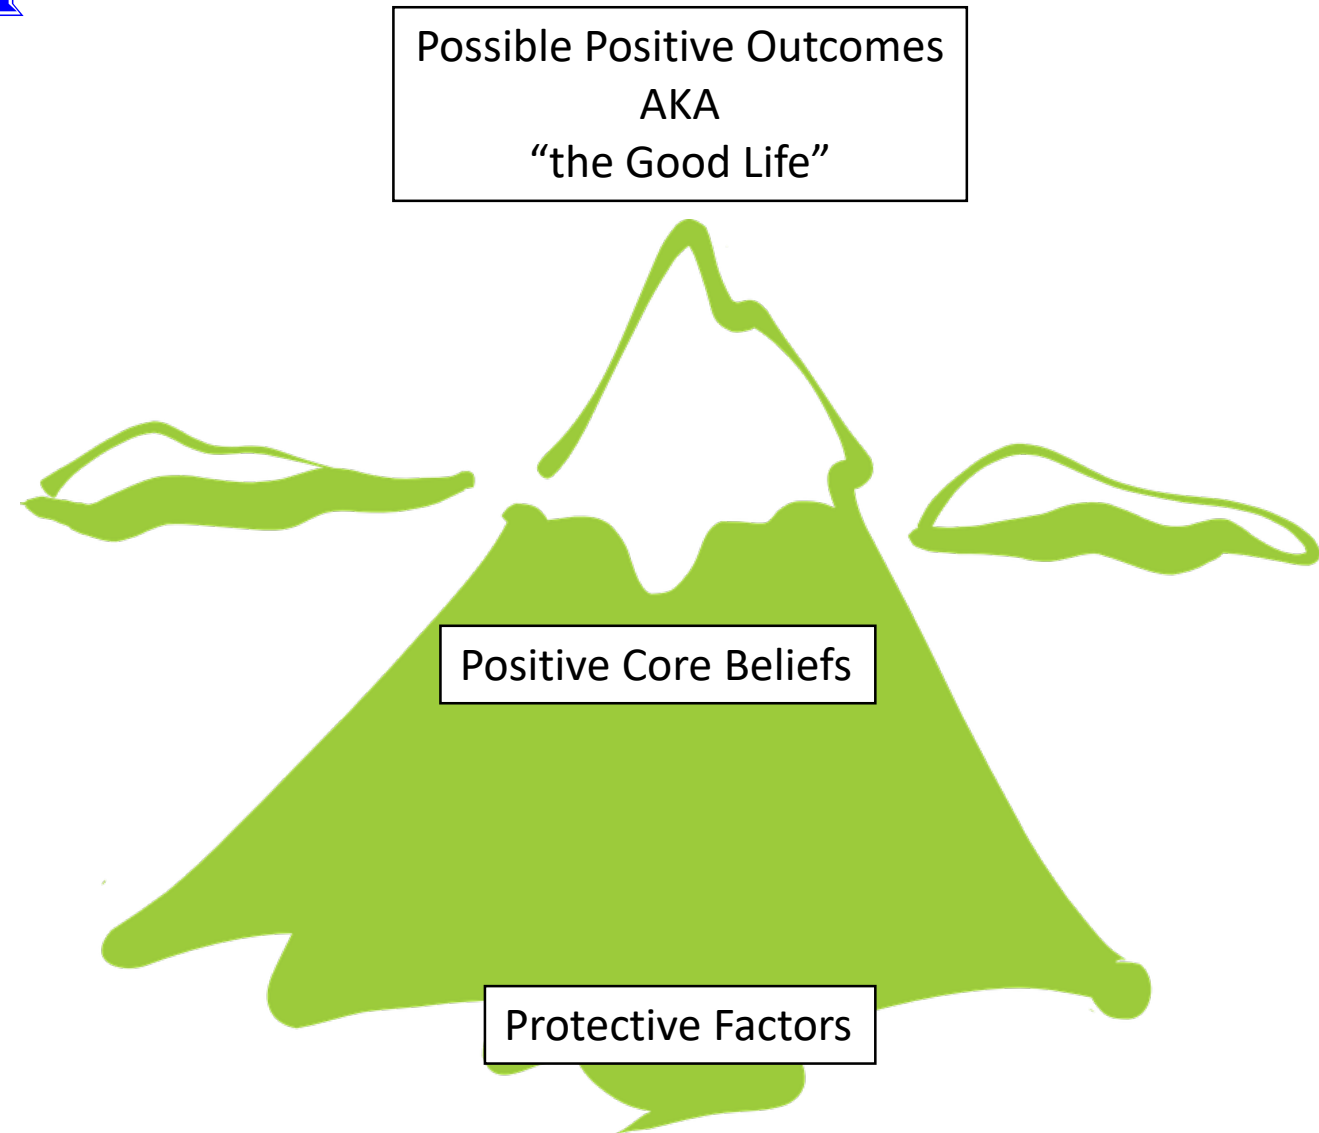 Possible Positive Outcomes
AKA
“the Good Life”
Positive Core Beliefs
Protective Factors